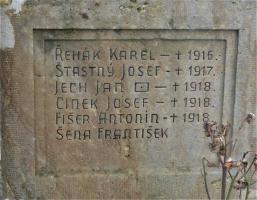 Řehák Karel – † 1916.
Šťastný Josef – † 1917.
Jech Jan – † 1918.
Cinek Josef – † 1918.
Fišer Antonín – † 1918.
Šena František